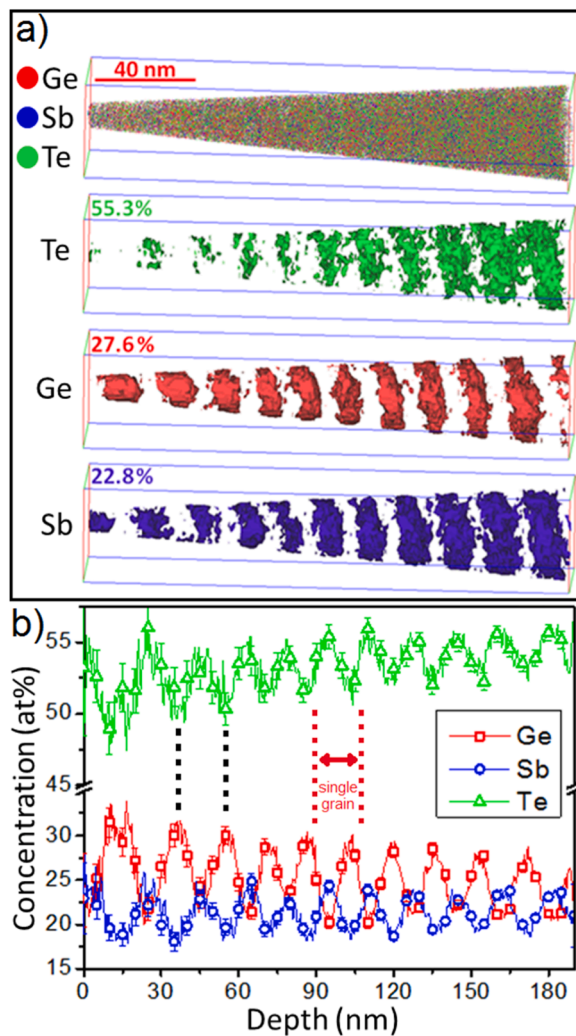 a)
40 nm
Ge
Sb
Te
55.3%
Te
27.6%
Ge
22.8%
Sb
b)
Concentration (at%)
55
50
45
30
25
20
15
single
grain
Ge
Sb
Te
0 30 60 90 120 150 180
Depth (nm)